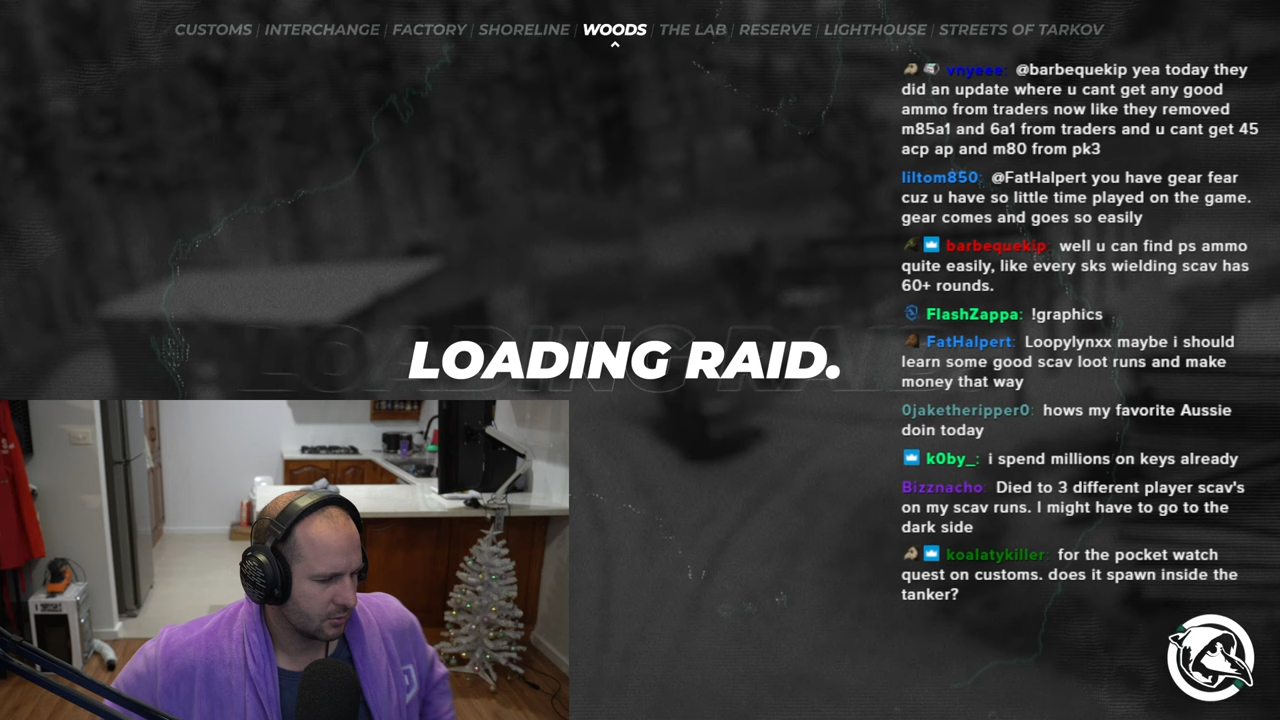 CUSTOMS / INTERCHANGE / FACTORY / SHORELINE / WOODS / THE LAB / RESERVE / LIGHTHOUSE / STREETS OF TARKOV
vnyeee: @barbequekip yea today they
did an update where u cant get any good
ammo from traders now like they removed
m85a1 and 6a1 from traders and u cant get 45
acp ap and m80 from pk3
liltom850: @FatHalpert you have gear fear
cuz u have so little time played on the game.
gear comes and goes so easily
barbequekip: well u can find ps ammo
quite easily, like every sks wielding scav has
60+ rounds.
FlashZappa: !graphics
FatHalpert: Loopylynxx maybe i should
learn some good scav loot runs and make
money that way
0jaketheripper0: hows my favorite Aussie
doin today
k0by_: i spend millions on keys already
Bizznacho: Died to 3 different player scav's
on my scav runs. I might have to go to the
dark side
koalatykiller: for the pocket watch
quest on customs. does it spawn inside the
tanker?
LOADING RAID.